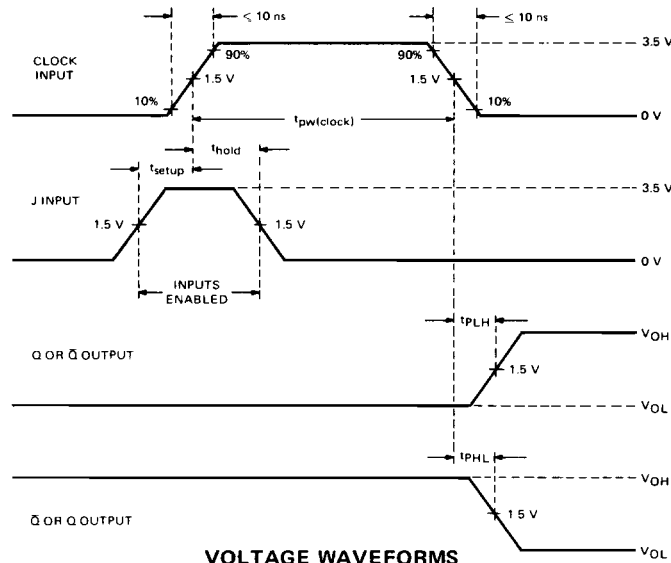 ≤ 10 ns
≤ 10 ns
3.5 V
CLOCK
INPUT
90%
1.5 V
10%
90%
1.5 V
10%
0 V
tpw(clock)
thold
tsetup
3.5 V
J INPUT
1.5 V
1.5 V
0 V
INPUTS
ENABLED
tPLH
VOH
Q OR Q̄ OUTPUT
1.5 V
VOL
tPHL
VOH
Q̄ OR Q OUTPUT
1 5 V
VOL
VOLTAGE WAVEFORMS